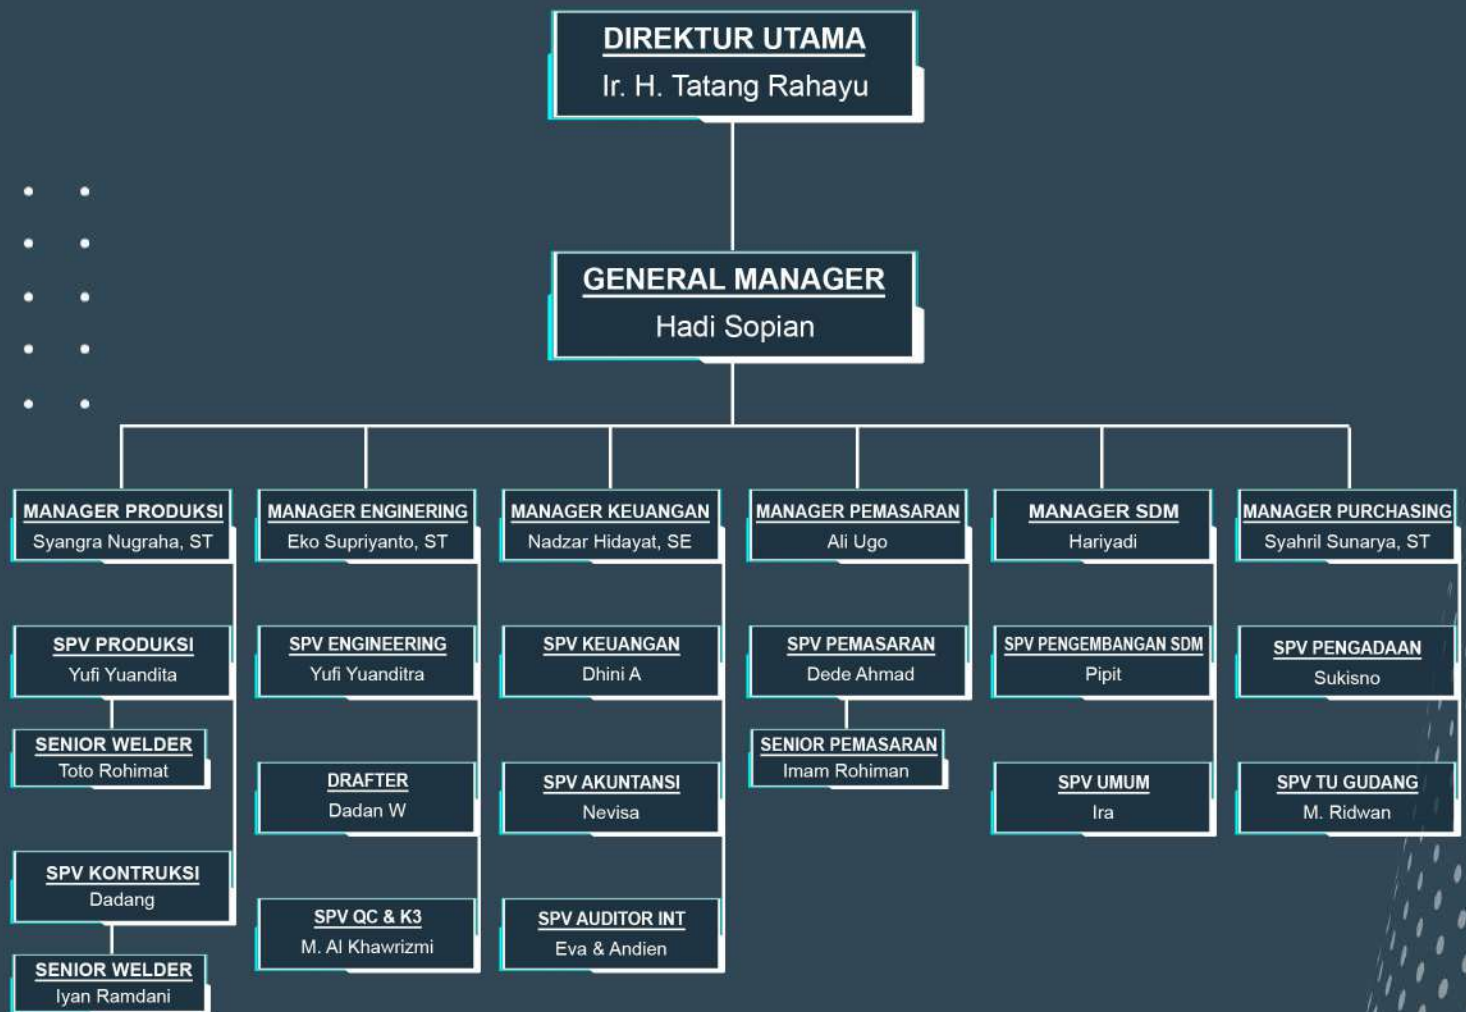 DIREKTUR UTAMA
Ir. H. Tatang Rahayu
GENERAL MANAGER
Hadi Sopian
MANAGER PRODUKSI
Syangra Nugraha, ST
SPV PRODUKSI
Yufi Yuandita
SENIOR WELDER
Toto Rohimat
SPV KONTRUKSI
Dadang
SENIOR WELDER
Iyan Ramdani
MANAGER ENGINERING
Eko Supriyanto, ST
SPV ENGINEERING
Yufi Yuanditra
DRAFTER
Dadan W
SPV QC & K3
M. Al Khawrizmi
MANAGER KEUANGAN
Nadzar Hidayat, SE
SPV KEUANGAN
Dhini A
SPV AKUNTANSI
Nevisa
SPV AUDITOR INT
Eva & Andien
MANAGER PEMASARAN
Ali Ugo
SPV PEMASARAN
Dede Ahmad
SENIOR PEMASARAN
Imam Rohiman
MANAGER SDM
Hariyadi
SPV PENGEMBANGAN SDM
Pipit
SPV UMUM
Ira
MANAGER PURCHASING
Syahril Sunarya, ST
SPV PENGADAAN
Sukisno
SPV TU GUDANG
M. Ridwan